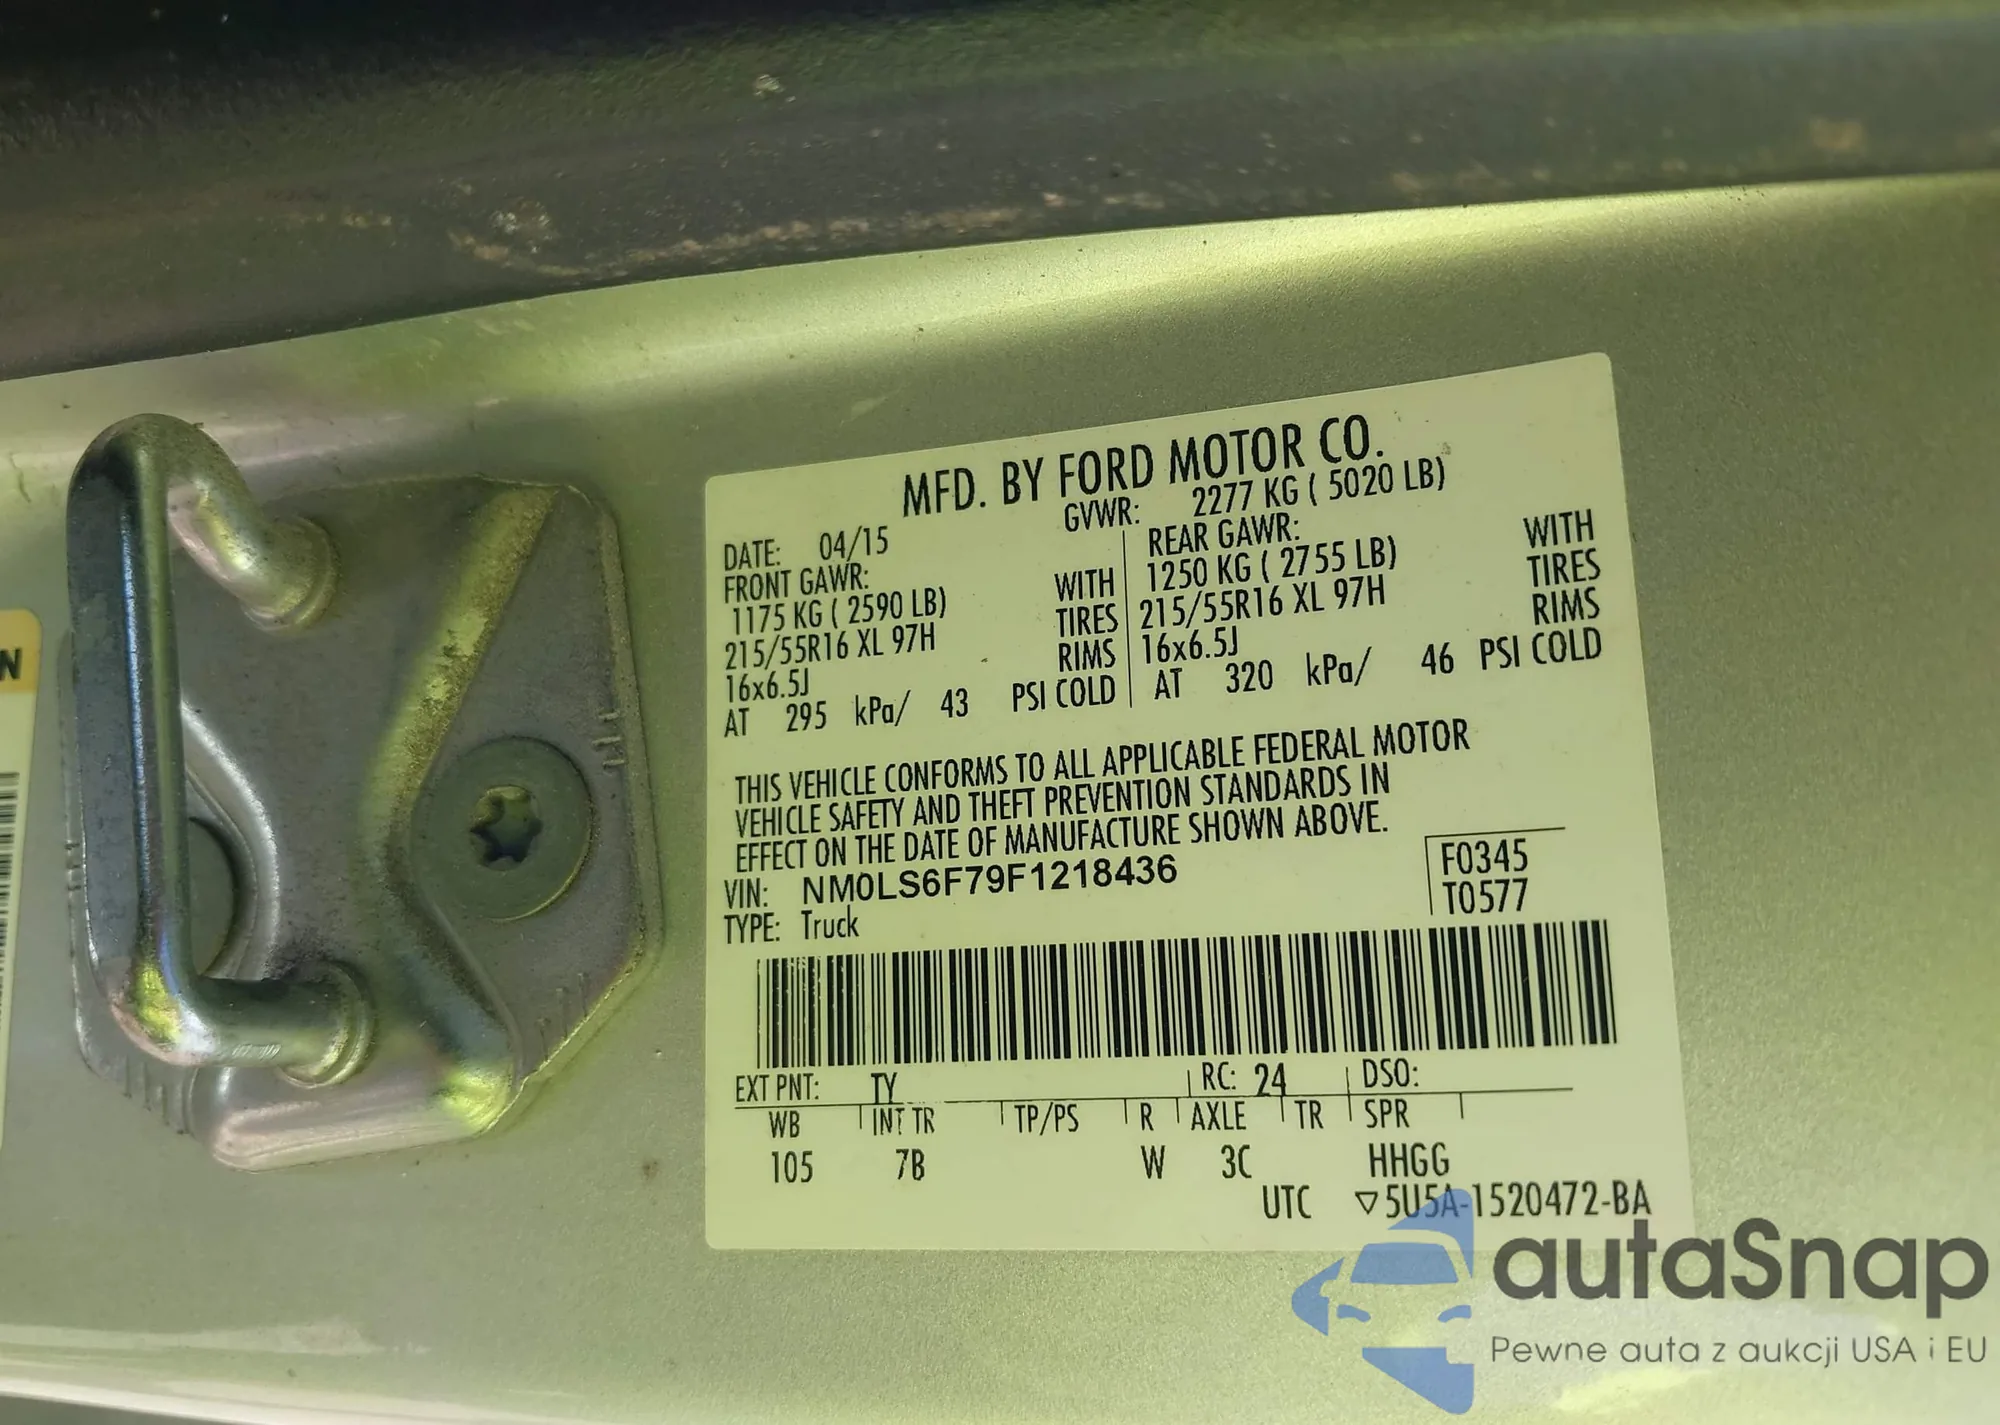 MFD. BY FORD MOTOR CO.
DATE: 04/15 GVWR: 2277 KG ( 5020 LB)
FRONT GAWR: REAR GAWR:
1175 KG ( 2590 LB) WITH 1250 KG ( 2755 LB) WITH
215/55R16 XL 97H TIRES 215/55R16 XL 97H TIRES
16x6.5J RIMS 16x6.5J RIMS
AT 295 kPa/ 43 PSI COLD AT 320 kPa/ 46 PSI COLD
THIS VEHICLE CONFORMS TO ALL APPLICABLE FEDERAL MOTOR
VEHICLE SAFETY AND THEFT PREVENTION STANDARDS IN
EFFECT ON THE DATE OF MANUFACTURE SHOWN ABOVE.
VIN: NM0LS6F79F1218436 F0345
TYPE: Truck T0577
EXT PNT: TY RC: 24 DSO:
WB INT TR TP/PS R AXLE TR SPR
105 7B W 3C HHGG
UTC ▽5U5A-1520472-BA
N
autaSnap
Pewne auta z aukcji USA i EU